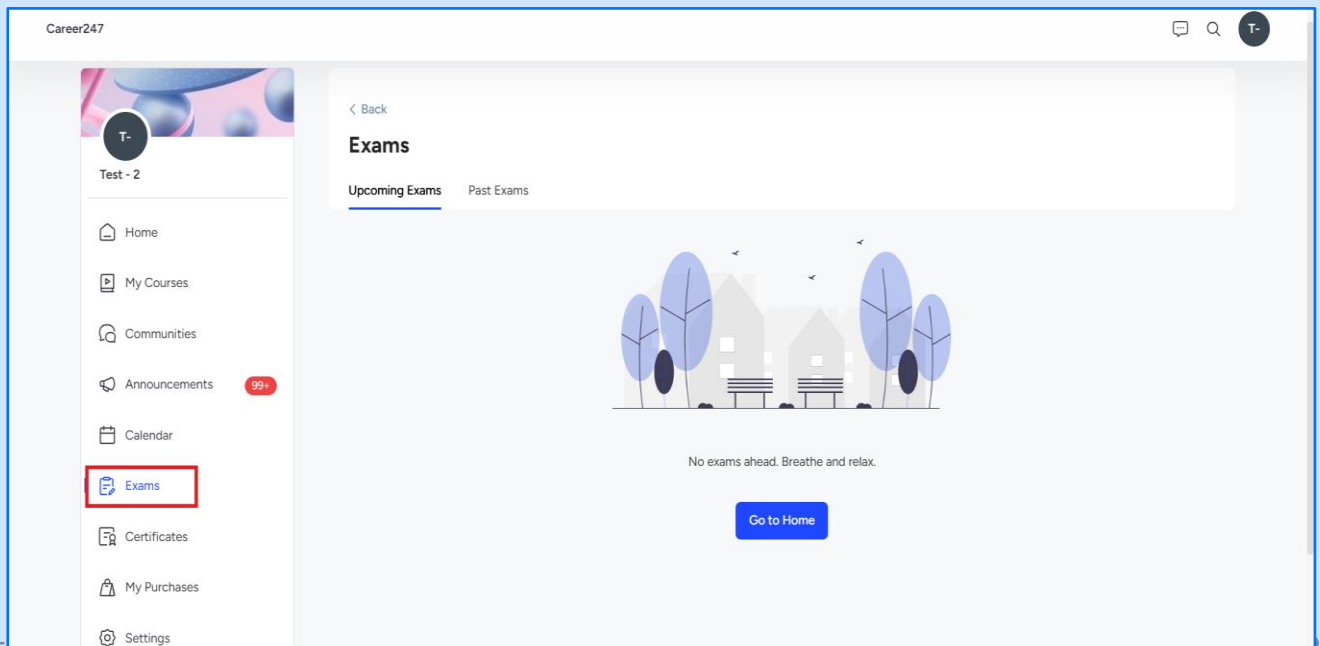 Career247
T-
T-
Test - 2
Home
My Courses
Communities
Announcements 99+
Calendar
Exams
Certificates
My Purchases
Settings
< Back
Exams
Upcoming Exams Past Exams
No exams ahead. Breathe and relax.
Go to Home